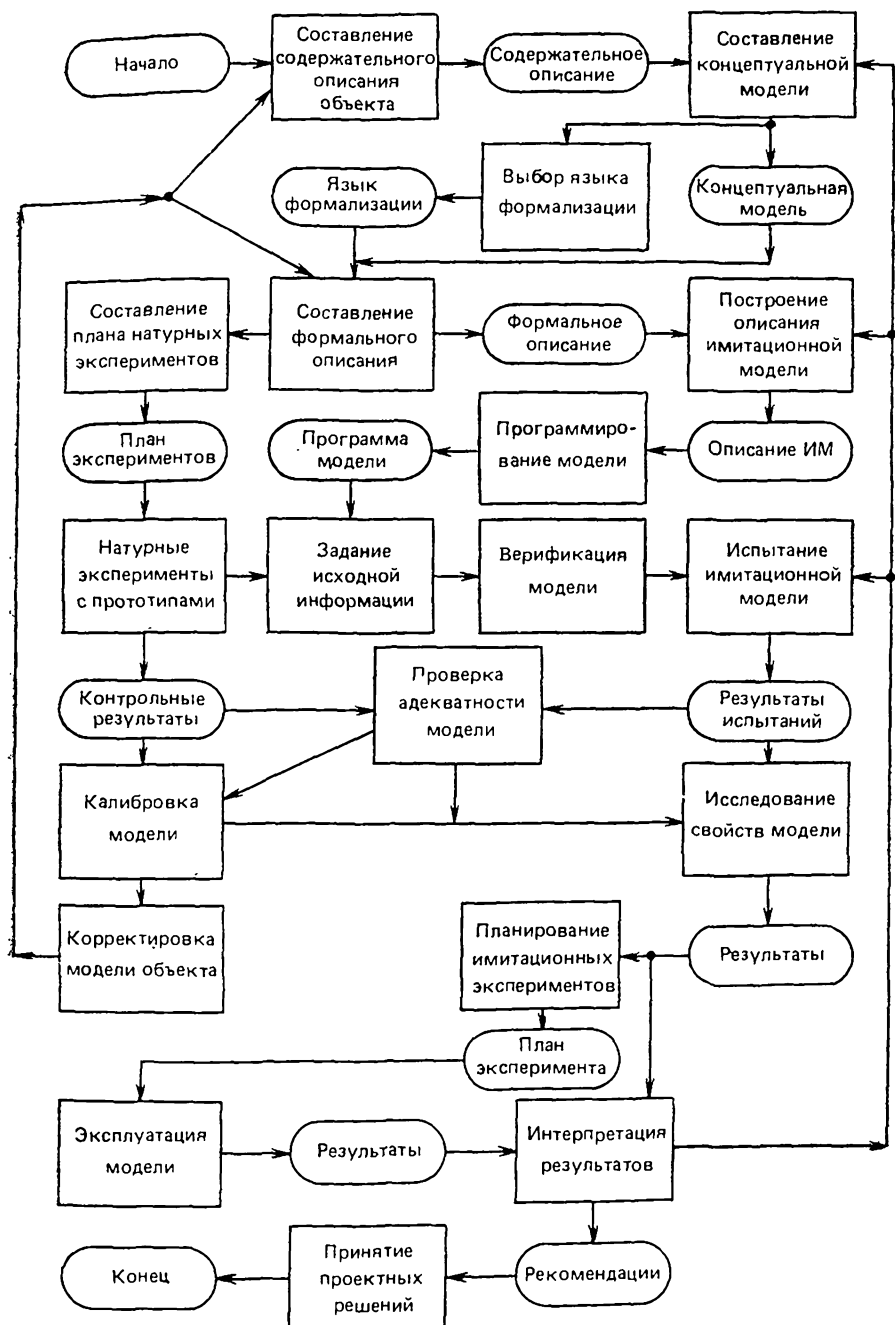 Начало
Составление
содержательного
описания
объекта
Содержательное
описание
Составление
концептуальной
модели
Язык
формализации
Выбор языка
формализации
Концептуальная
модель
Составление
плана натурных
экспериментов
Составление
формального
описания
Формальное
описание
Построение
описания
имитационной
модели
План
экспериментов
Программа
модели
Программиро-
вание модели
Описание ИМ
Натурные
эксперименты
с прототипами
Задание
исходной
информации
Верификация
модели
Испытание
имитационной
модели
Контрольные
результаты
Проверка
адекватности
модели
Результаты
испытаний
Калибровка
модели
Исследование
свойств модели
Корректировка
модели объекта
Планирование
имитационных
экспериментов
Результаты
План
эксперимента
Эксплуатация
модели
Результаты
Интерпретация
результатов
Конец
Принятие
проектных
решений
Рекомендации